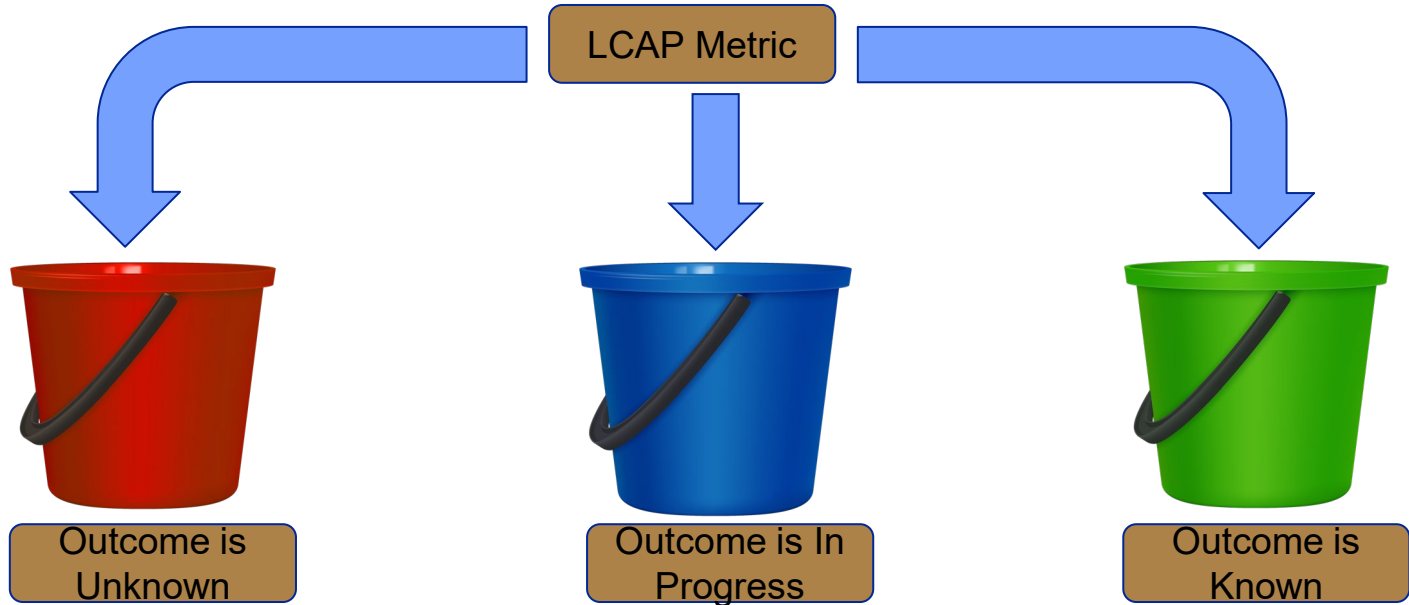 LCAP Metric
Outcome is
Unknown
Outcome is In
Progress
Outcome is
Known